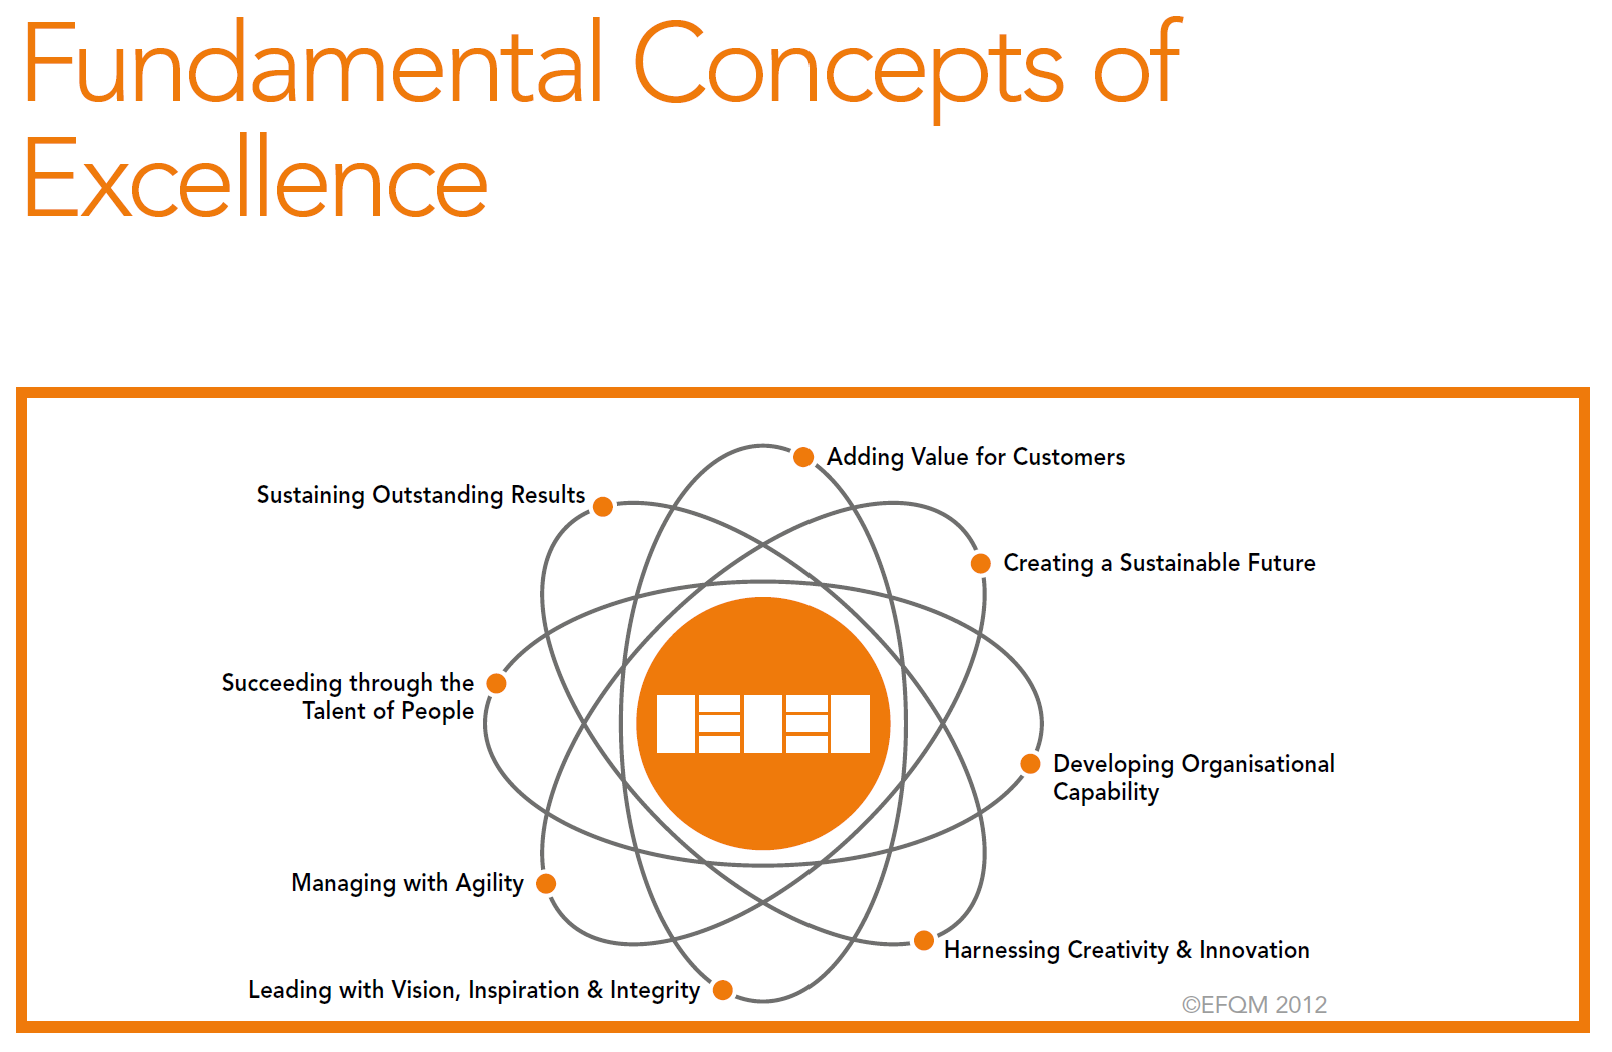 Fundamental Concepts of
Excellence
Adding Value for Customers
Sustaining Outstanding Results
Creating a Sustainable Future
Succeeding through the
Talent of People
Developing Organisational
Capability
Managing with Agility
Harnessing Creativity & Innovation
Leading with Vision, Inspiration & Integrity
©EFQM 2012